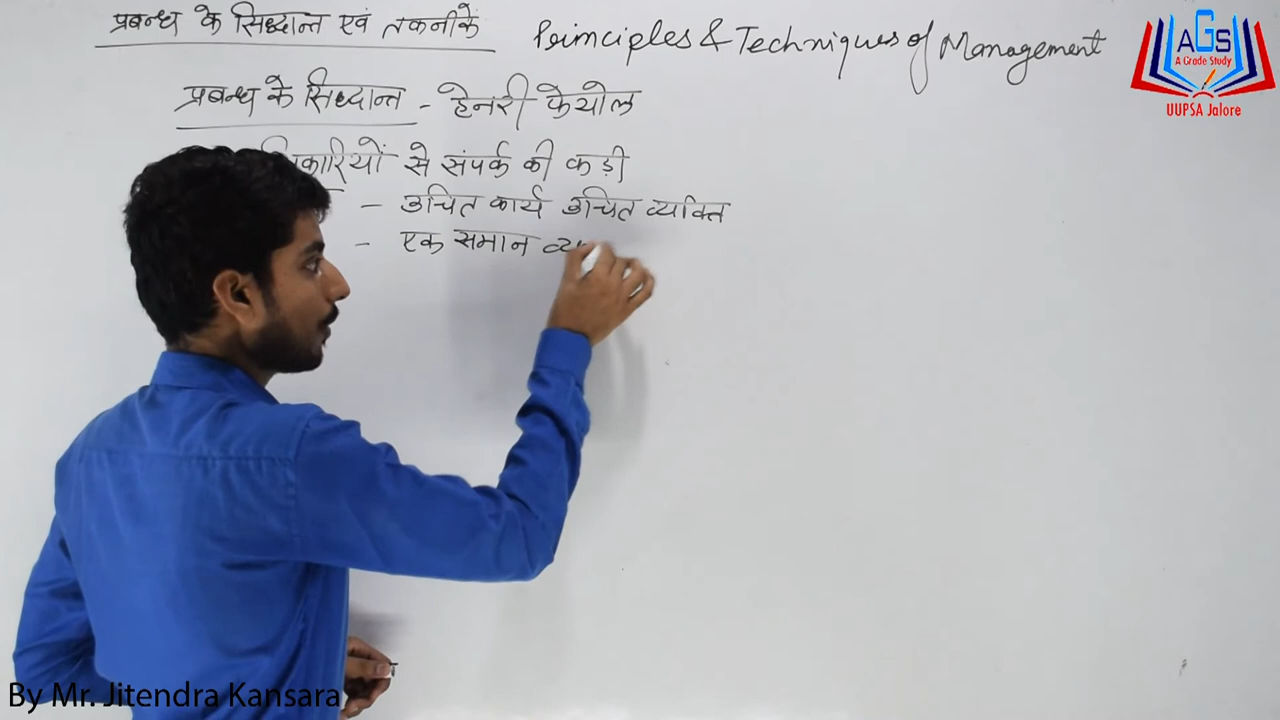 प्रबन्ध के सिध्दान्त एवं तकनीकें Principles & Techniques of Management
प्रबन्ध के सिध्दान्त - हेनरी फेयोल
से संपर्क की कड़ी
- उचित कार्य उचित व्यक्ति
- एक समान
AGS
A Grade Study
UUPSA Jalore
By Mr. Jitendra Kansara